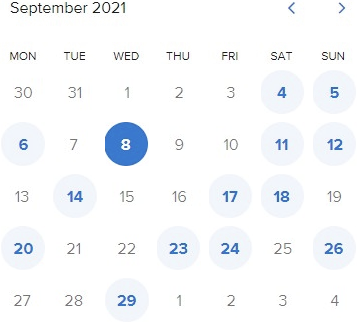 September 2021
MON TUE WED THU FRI SAT SUN
30 31 1 2 3 4 5
6 7 8 9 10 11 12
13 14 15 16 17 18 19
20 21 22 23 24 25 26
27 28 29 1 2 3 4